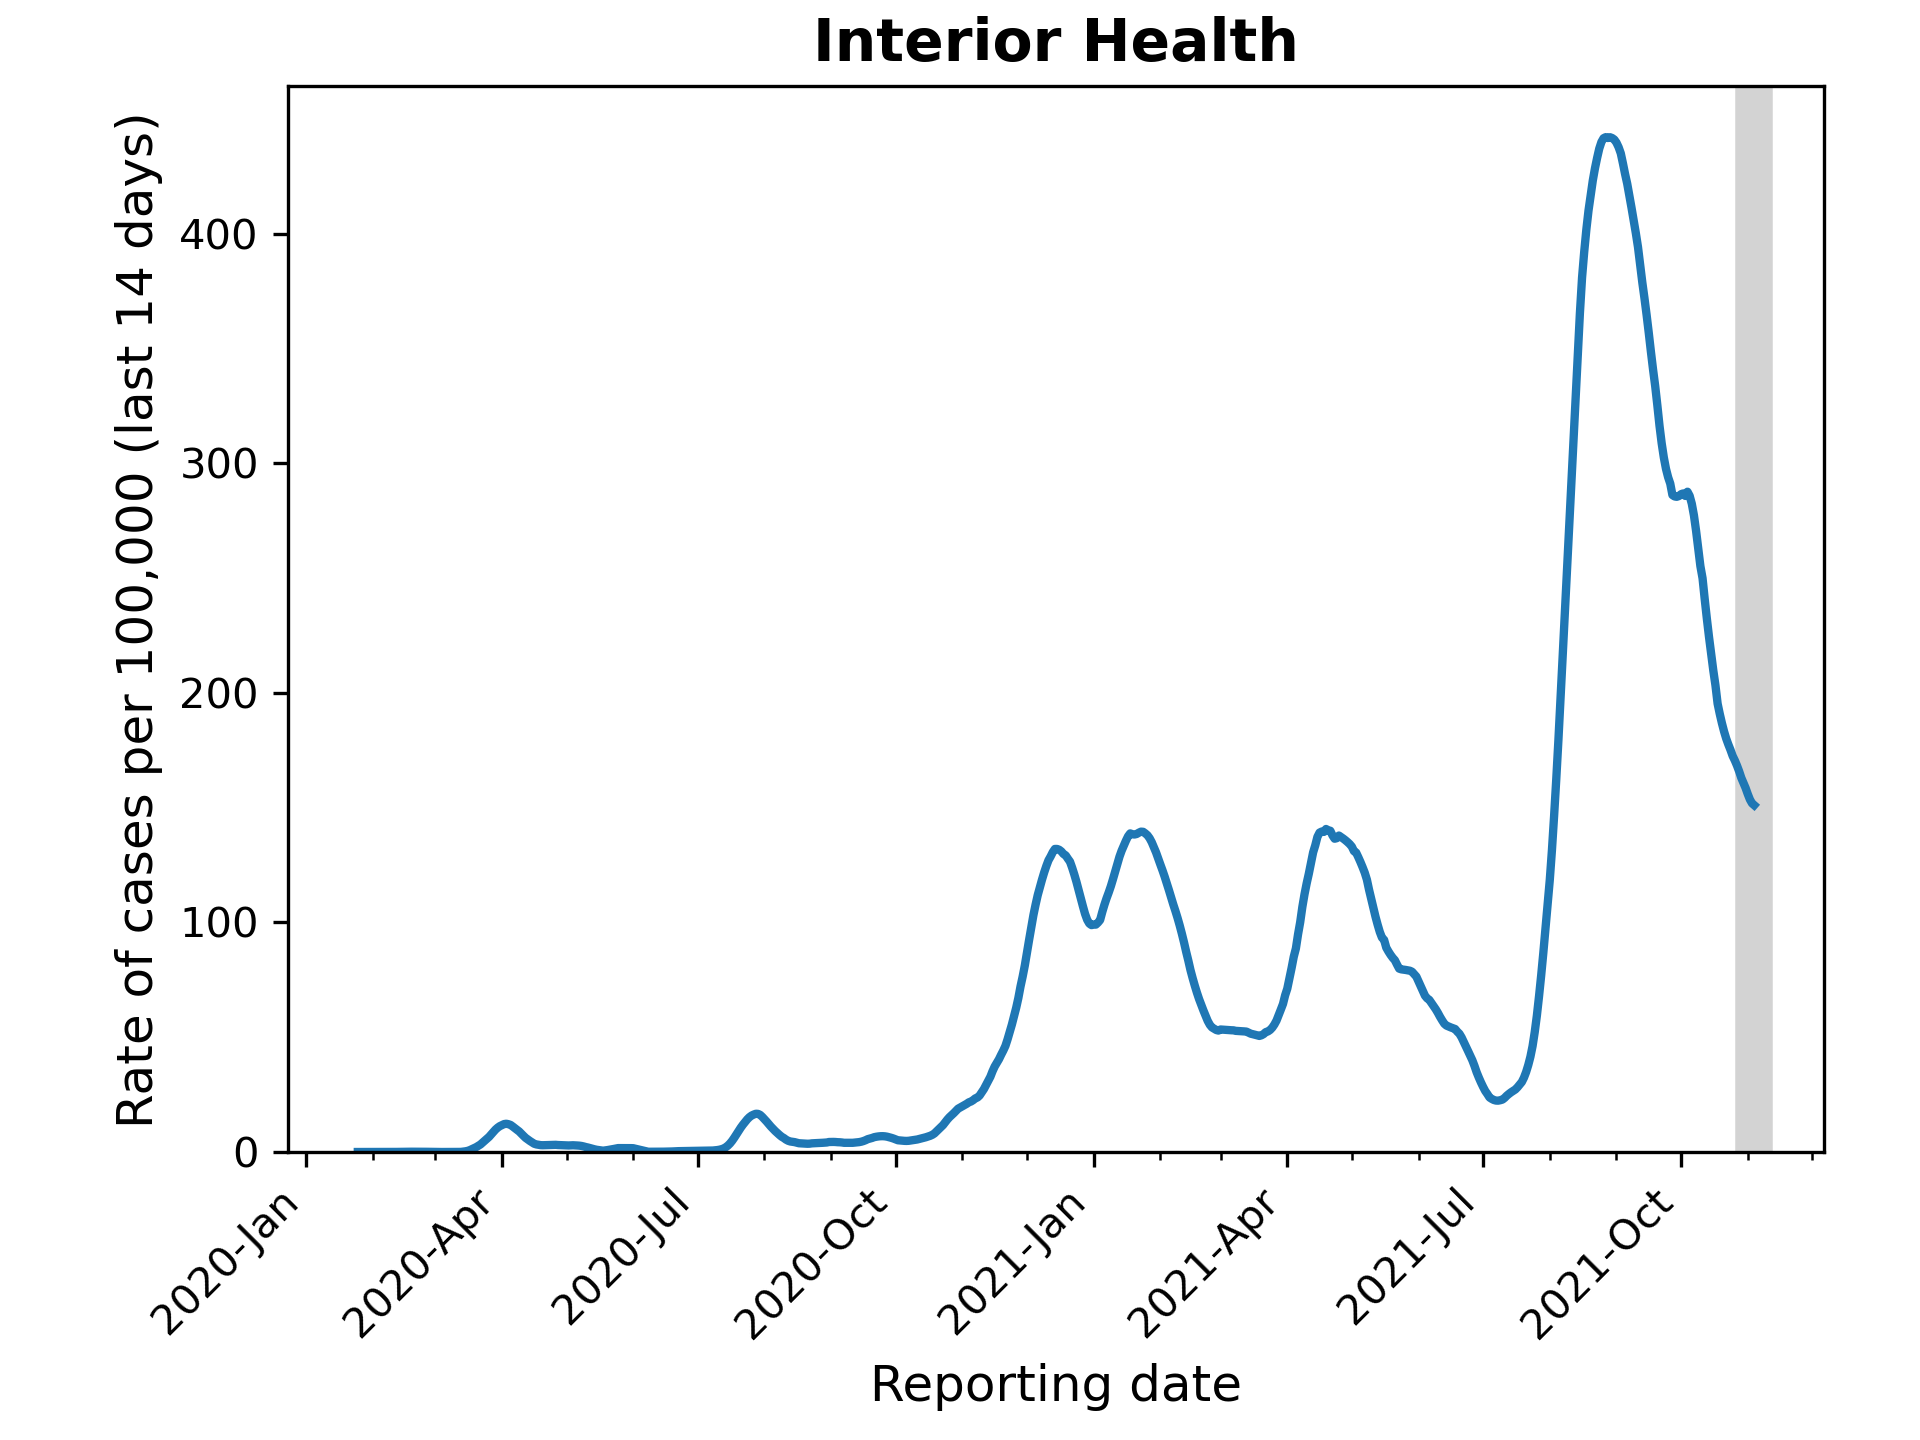 Interior Health
Rate of cases per 100,000 (last 14 days)
400
300
200
100
0
2020-Jan
2020-Apr
2020-Jul
2020-Oct
2021-Jan
2021-Apr
2021-Jul
2021-Oct
Reporting date